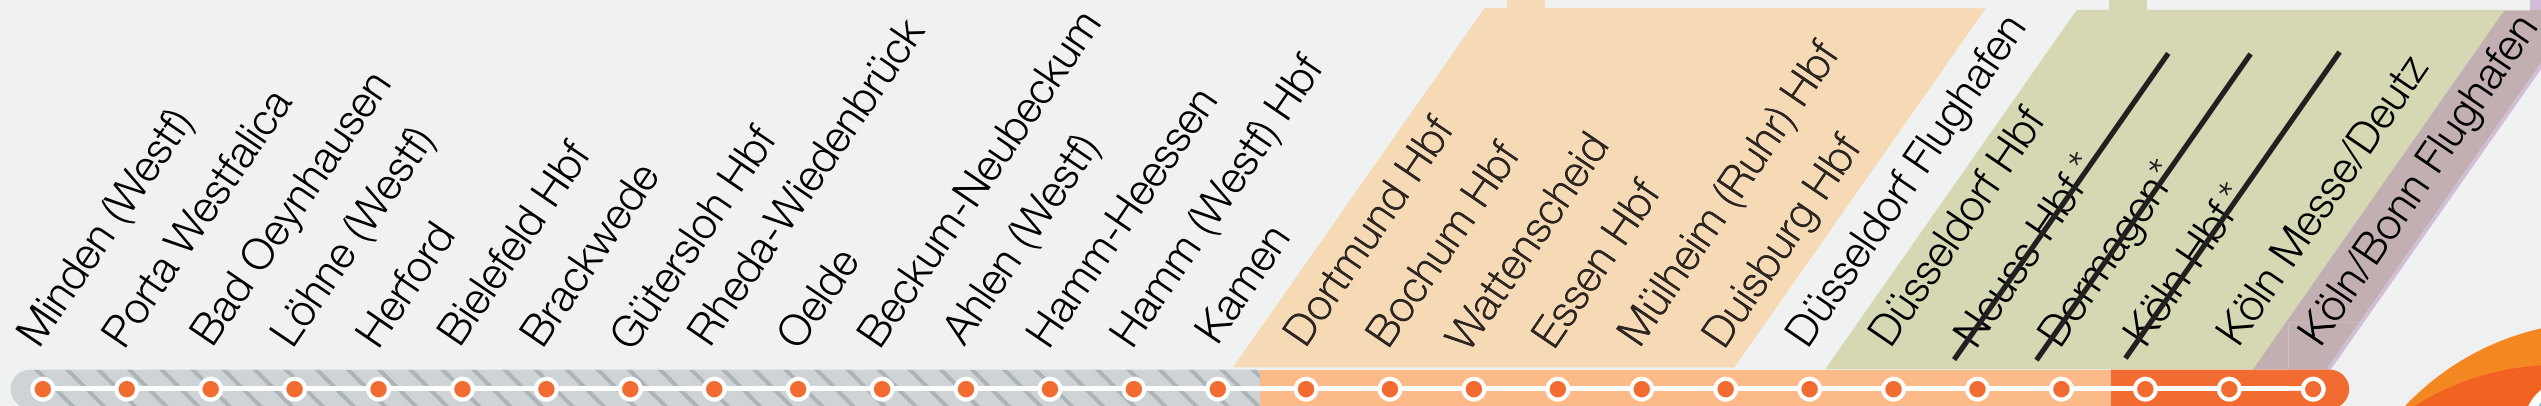 Minden (Westf)
Porta Westfalica
Bad Oeynhausen
Löhne (Westf)
Herford
Bielefeld Hbf
Brackwede
Gütersloh Hbf
Rheda-Wiedenbrück
Oelde
Beckum-Neubeckum
Ahlen (Westf)
Hamm-Heessen
Hamm (Westf) Hbf
Kamen
Dortmund Hbf
Bochum Hbf
Wattenscheid
Essen Hbf
Mülheim (Ruhr) Hbf
Duisburg Hbf
Düsseldorf Flughafen
Düsseldorf Hbf
Neuss Hbf*
Dormagen*
Köln Hbf*
Köln Messe/Deutz
Köln/Bonn Flughafen